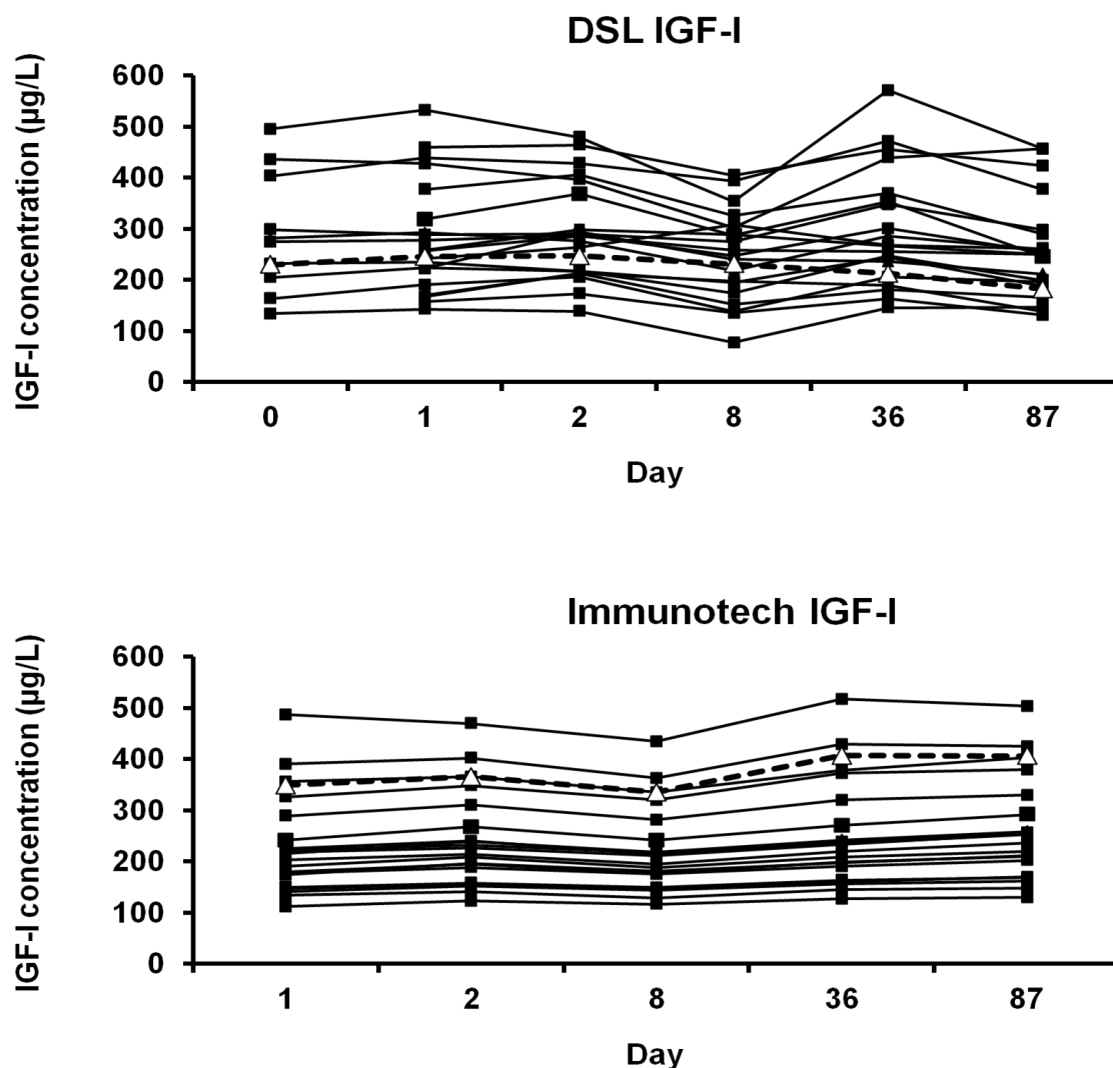 DSL IGF-I
IGF-I concentration (µg/L)
600
500
400
300
200
100
0
0 1 2 8 36 87
Day
Immunotech IGF-I
IGF-I concentration (µg/L)
600
500
400
300
200
100
0
1 2 8 36 87
Day